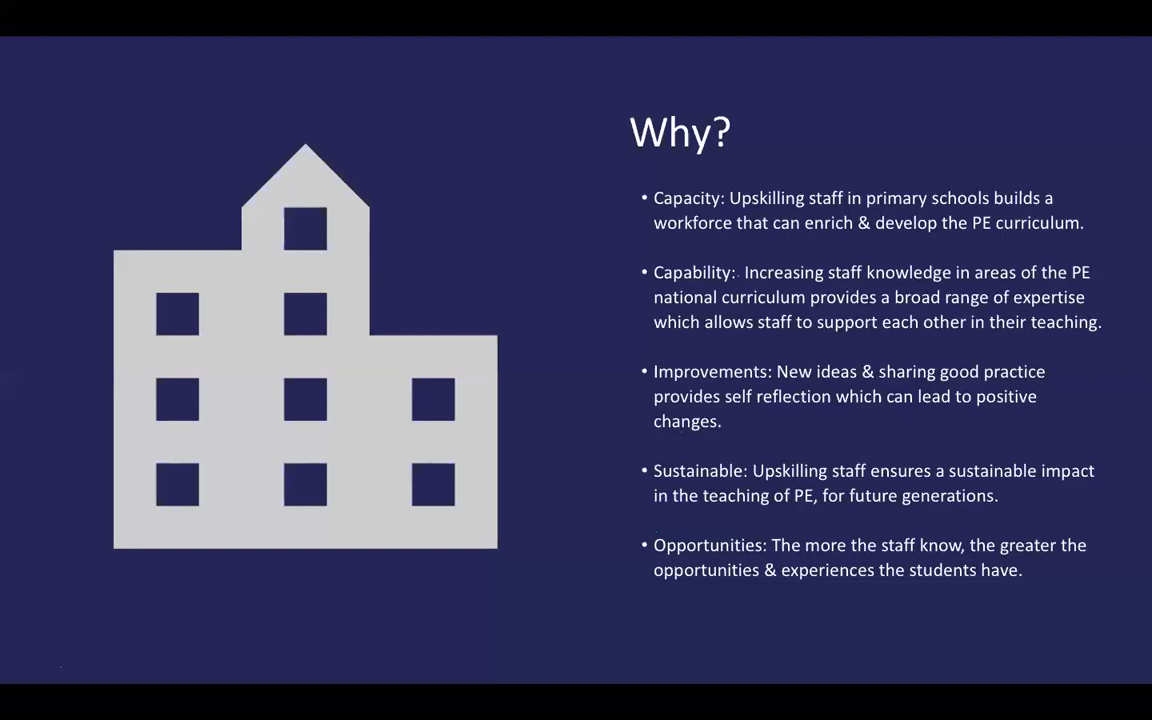 Why?
• Capacity: Upskilling staff in primary schools builds a
workforce that can enrich & develop the PE curriculum.
• Capability: Increasing staff knowledge in areas of the PE
national curriculum provides a broad range of expertise
which allows staff to support each other in their teaching.
• Improvements: New ideas & sharing good practice
provides self reflection which can lead to positive
changes.
• Sustainable: Upskilling staff ensures a sustainable impact
in the teaching of PE, for future generations.
• Opportunities: The more the staff know, the greater the
opportunities & experiences the students have.